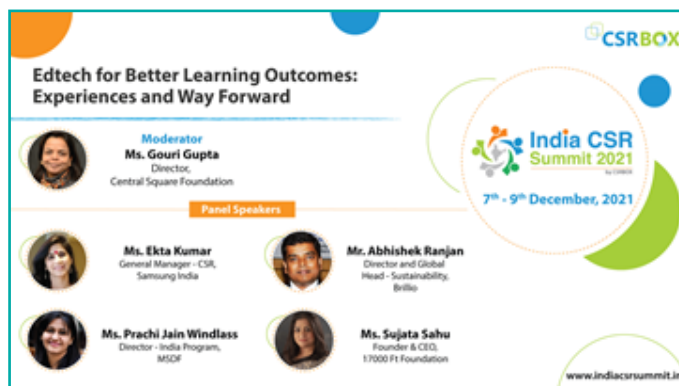 CSRBOX
Edtech for Better Learning Outcomes:
Experiences and Way Forward
Moderator
Ms. Gouri Gupta
Director,
Central Square Foundation
India CSR
Summit 2021
by CSRBOX
7th - 9th December, 2021
Panel Speakers
Ms. Ekta Kumar
General Manager - CSR,
Samsung India
Mr. Abhishek Ranjan
Director and Global
Head - Sustainability,
Brillio
Ms. Prachi Jain Windlass
Director - India Program,
MSDF
Ms. Sujata Sahu
Founder & CEO,
17000 Ft Foundation
www.indiacsrsummit.in